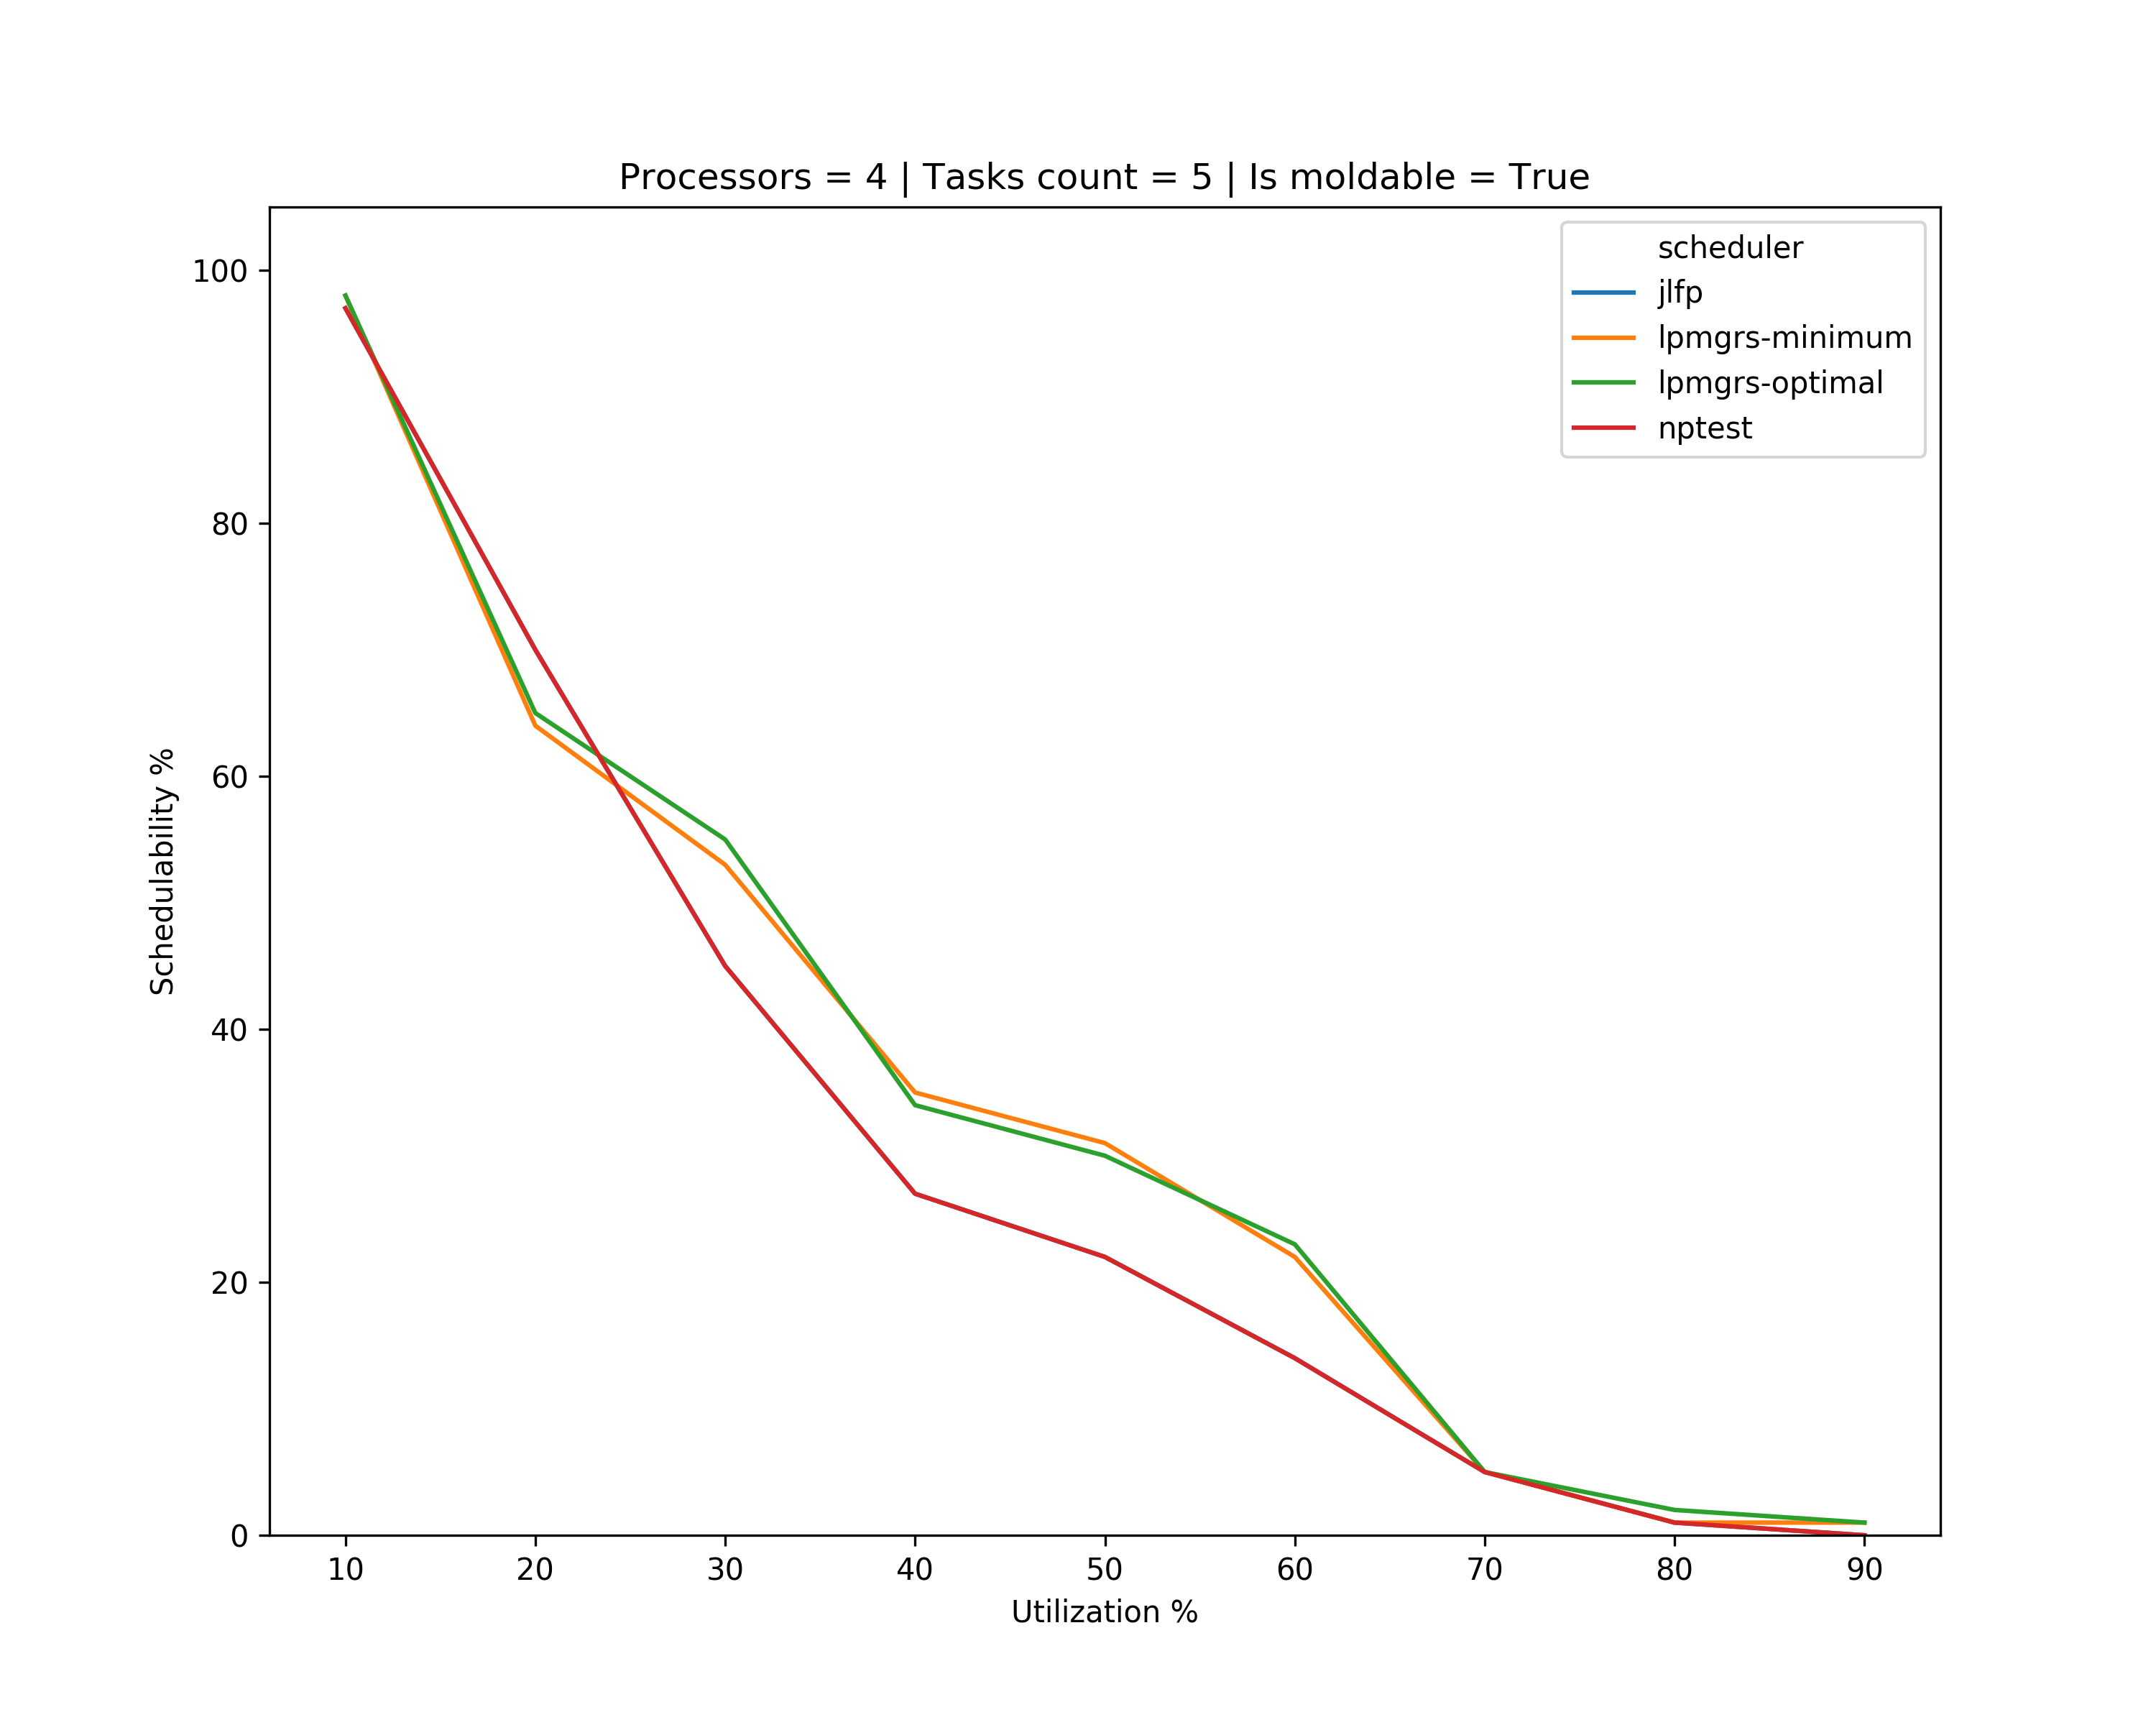 Processors = 4 | Tasks count = 5 | Is moldable = True
scheduler
jlfp
lpmgrs-minimum
lpmgrs-optimal
nptest
Schedulability %
100
80
60
40
20
0
10 20 30 40 50 60 70 80 90
Utilization %